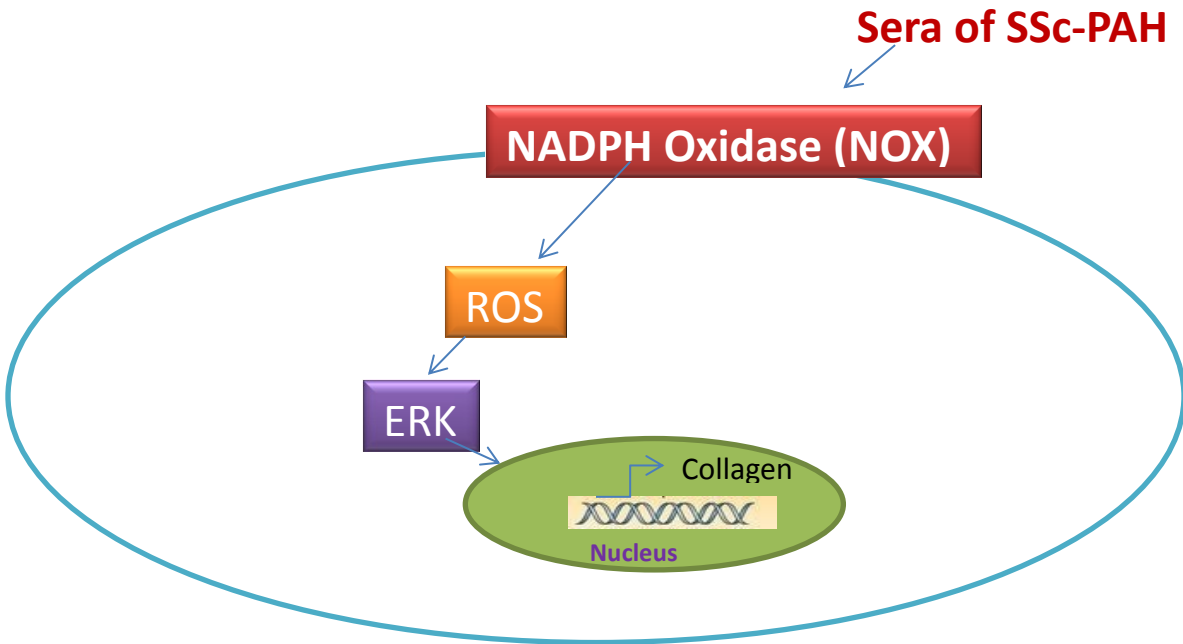 Sera of SSc-PAH
NADPH Oxidase (NOX)
ROS
ERK
Collagen
Nucleus